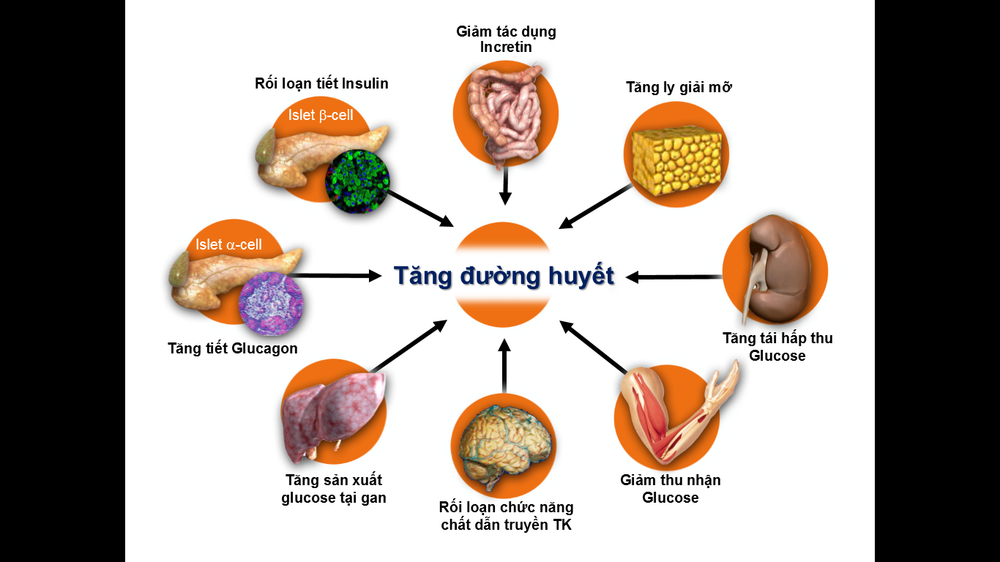 Giảm tác dụng
Incretin
Rối loạn tiết Insulin
Islet β-cell
Tăng ly giải mỡ
Islet α-cell
Tăng đường huyết
Tăng tiết Glucagon
Tăng tái hấp thu
Glucose
Tăng sản xuất
glucose tại gan
Rối loạn chức năng
chất dẫn truyền TK
Giảm thu nhận
Glucose